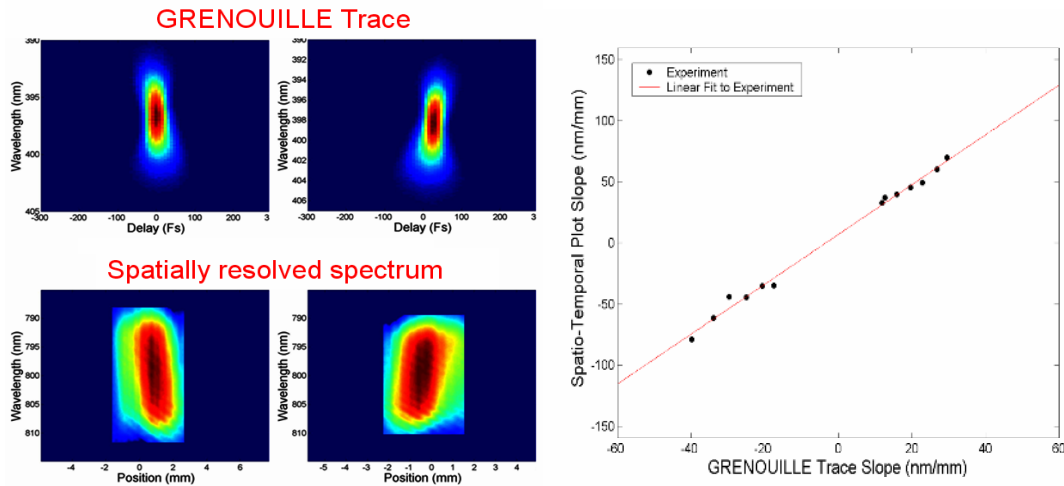 GRENOUILLE Trace
390
395
400
405
Wavelength (nm)
-300 -200 -100 0 100 200 3
Delay (Fs)
390
392
394
396
398
400
402
404
406
Wavelength (nm)
-300 -200 -100 0 100 200 3
Delay (Fs)
Spatially resolved spectrum
790
795
800
805
810
Wavelength (nm)
-4 -2 0 2 4 6
Position (mm)
790
795
800
805
810
Wavelength (nm)
-5 -4 -3 -2 -1 0 1 2 3 4
Position (mm)
Experiment
Linear Fit to Experiment
150
100
50
0
-50
-100
-150
Spatio-Temporal Plot Slope (nm/mm)
-60 -40 -20 0 20 40 60
GRENOUILLE Trace Slope (nm/mm)